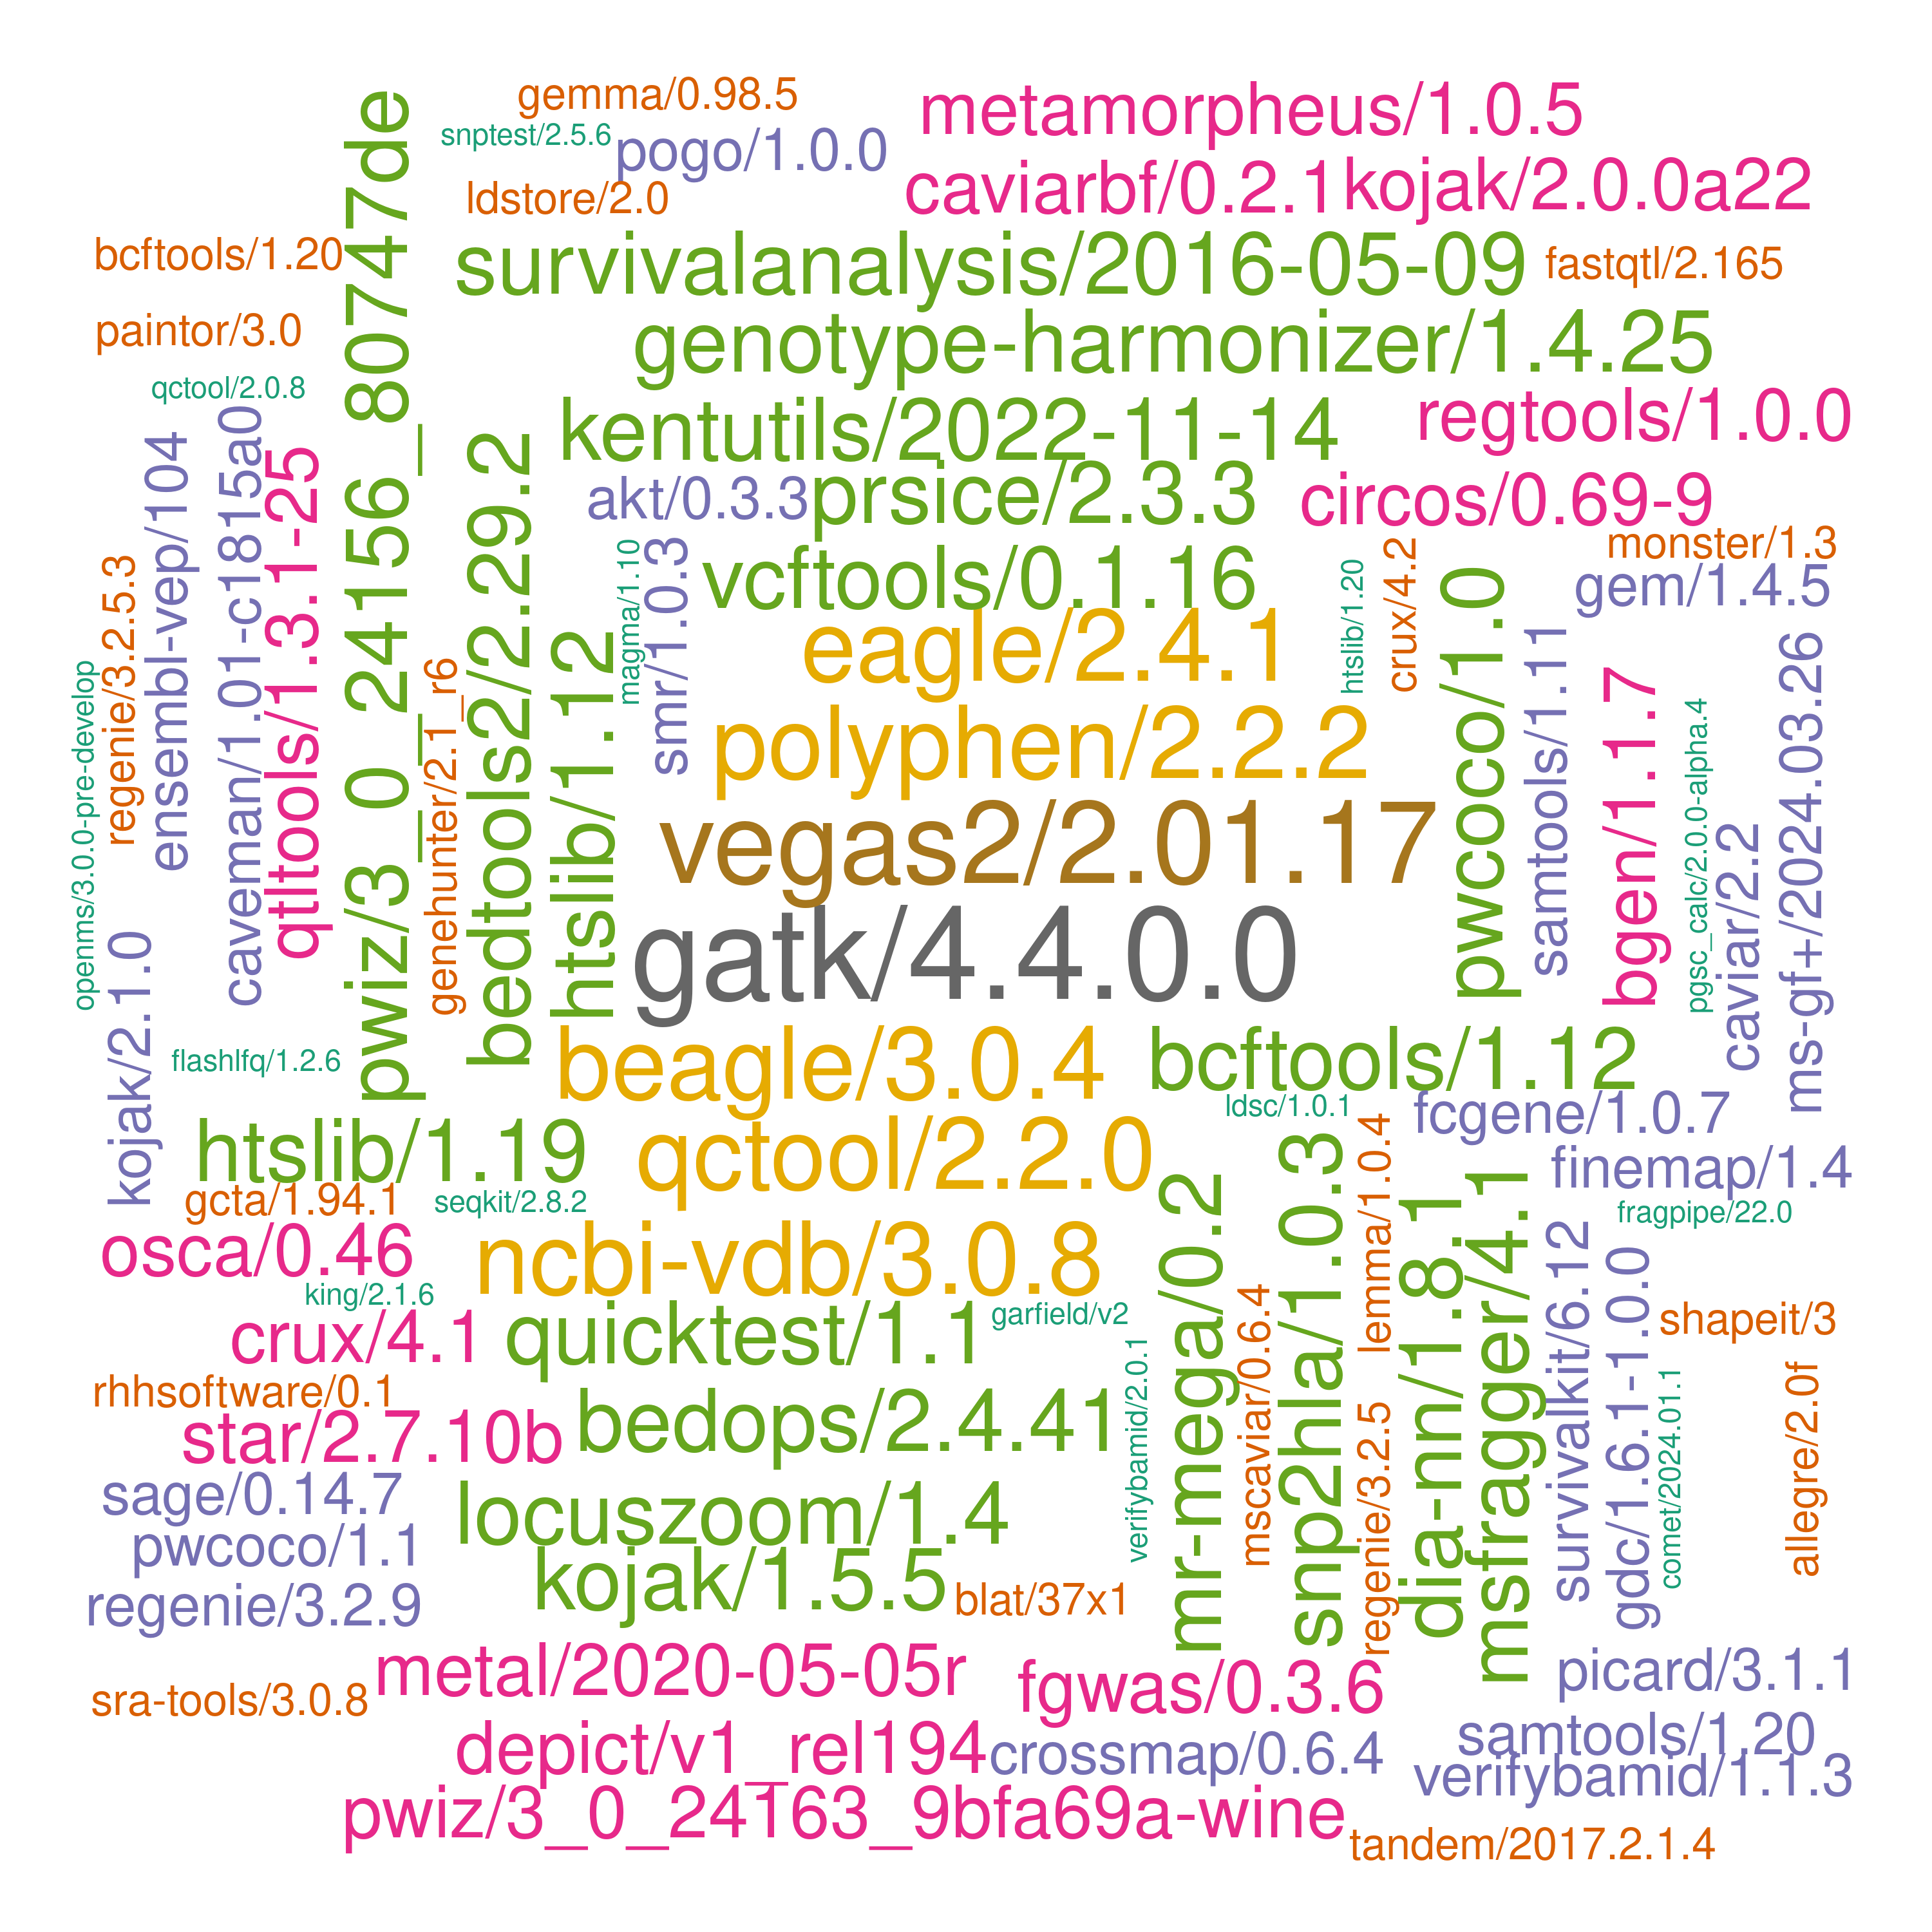 gemma/0.98.5
metamorpheus/1.0.5
snptest/2.5.6
pogo/1.0.0
caviarbf/0.2.1
kojak/2.0.0a22
ldstore/2.0
bcftools/1.20
survivalanalysis/2016-05-09
fastqtl/2.165
paintor/3.0
genotype-harmonizer/1.4.25
qctool/2.0.8
kentutils/2022-11-14
regtools/1.0.0
akt/0.3.3
prsice/2.3.3
circos/0.69-9
pwiz/3_0_24156_80747de
ensembl-vep/104
caveman/1.01-c1815a0
qtltools/1.3.1-25
bedtools2/2.29.2
regenie/3.2.5.3
openms/3.0.0-pre-develop
genehunter/2.1_r6
htslib/1.12
magma/1.10
smr/1.0.3
vcftools/0.1.16
htslib/1.20
crux/4.2
monster/1.3
gem/1.4.5
eagle/2.4.1
pwcoco/1.0
samtools/1.11
bgen/1.1.7
pgsc_calc/2.0.0-alpha.4
caviar/2.2
ms-gf+/2024.03.26
polyphen/2.2.2
vegas2/2.01.17
gatk/4.4.0.0
kojak/2.1.0
flashlfq/1.2.6
beagle/3.0.4
bcftools/1.12
ldsc/1.0.1
fcgene/1.0.7
htslib/1.19
qctool/2.2.0
finemap/1.4
gcta/1.94.1
seqkit/2.8.2
fragpipe/22.0
osca/0.46
ncbi-vdb/3.0.8
king/2.1.6
garfield/v2
crux/4.1
quicktest/1.1
shapeit/3
mr-mega/0.2
mscaviar/0.6.4
snp2hla/1.0.3
lemma/1.0.4
regenie/3.2.5
dia-nn/1.8.1
msfragger/4.1
survivalkit/6.12
gdc/1.6.1-1.0.0
comet/2024.01.1
allegre/2.0f
verifybamid/2.0.1
rhhsoftware/0.1
star/2.7.10b
bedops/2.4.41
sage/0.14.7
locuszoom/1.4
pwcoco/1.1
kojak/1.5.5
blat/37x1
regenie/3.2.9
metal/2020-05-05r
fgwas/0.3.6
picard/3.1.1
sra-tools/3.0.8
depict/v1_rel194
crossmap/0.6.4
samtools/1.20
verifybamid/1.1.3
pwiz/3_0_24163_9bfa69a-wine
tandem/2017.2.1.4